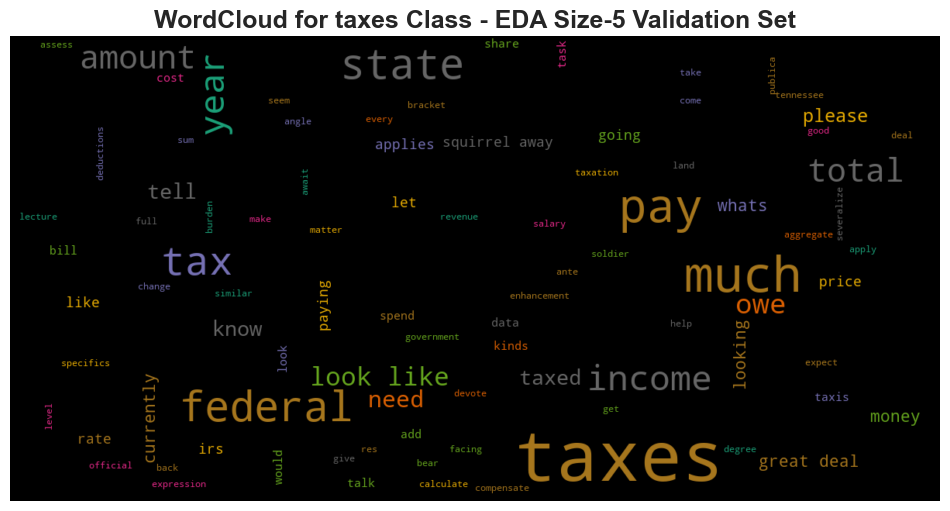 WordCloud for taxes Class - EDA Size-5 Validation Set
assess
share
amount
state
year
task
cost
take
publica
tennessee
seem
bracket
come
please
angle
every
good
deal
deductions
sum
applies
squirrel away
going
total
await
land
taxation
tell
let
pay
whats
severalize
lecture
full
burden
make
revenue
salary
matter
aggregate
bill
tax
soldier
apply
much
ante
price
change
similar
enhancement
owe
like
paying
spend
know
data
help
government
kinds
looking
look
specifics
expect
look like
taxed
income
federal
need
devote
taxis
currently
level
get
money
rate
add
taxes
irs
res
facing
degree
official
back
would
give
bear
great deal
expression
talk
calculate
compensate